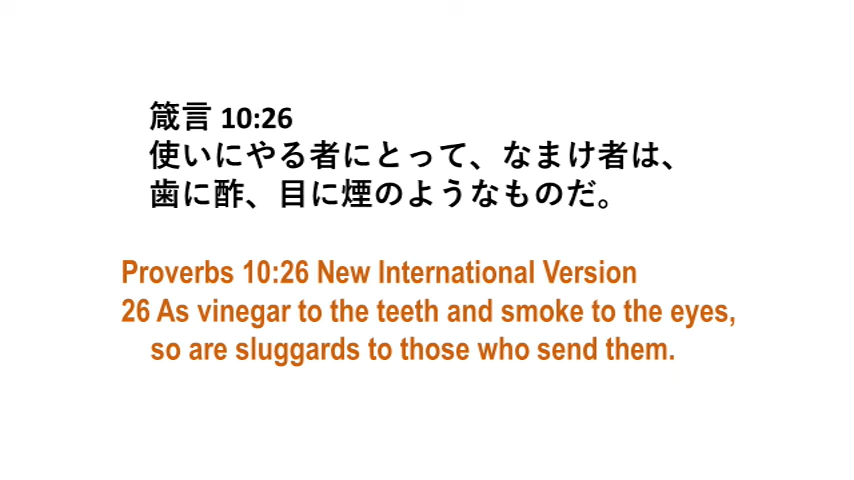 箴言 10:26
使いにやる者にとって、なまけ者は、
歯に酢、目に煙のようなものだ。
Proverbs 10:26 New International Version
26 As vinegar to the teeth and smoke to the eyes,
so are sluggards to those who send them.